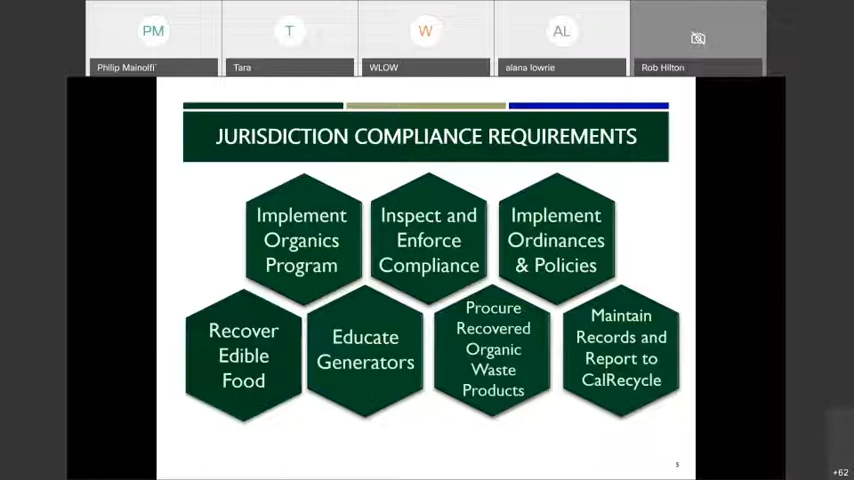 PM
T
W
AL
Philip Mainolfi
Tara
WLOW
alana lowrie
Rob Hilton
JURISDICTION COMPLIANCE REQUIREMENTS
Implement
Organics
Program
Inspect and
Enforce
Compliance
Implement
Ordinances
& Policies
Recover
Edible
Food
Educate
Generators
Procure
Recovered
Organic
Waste
Products
Maintain
Records and
Report to
CalRecycle
5
+62